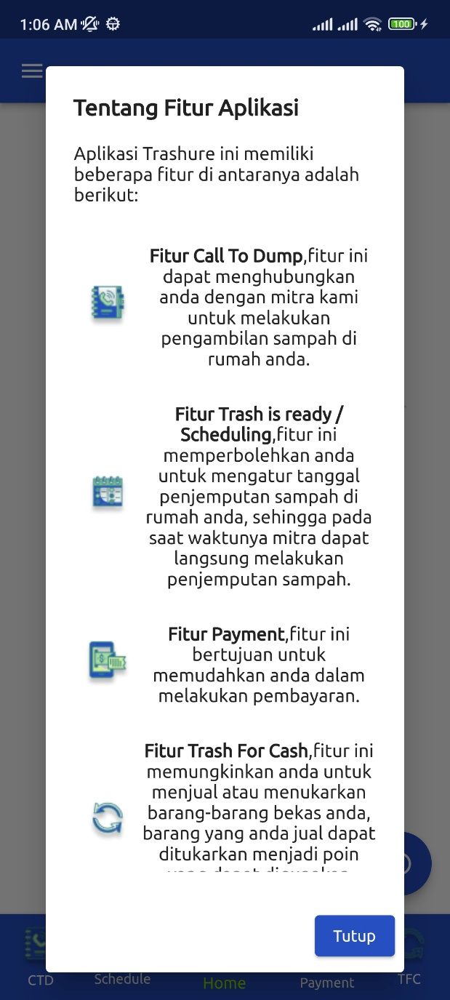 1:06 AM
100
Tentang Fitur Aplikasi
Aplikasi Trashure ini memiliki
beberapa fitur di antaranya adalah
berikut:
Fitur Call To Dump,fitur ini
dapat menghubungkan
anda dengan mitra kami
untuk melakukan
pengambilan sampah di
rumah anda.
Fitur Trash is ready /
Scheduling,fitur ini
memperbolehkan anda
untuk mengatur tanggal
penjemputan sampah di
rumah anda, sehingga pada
saat waktunya mitra dapat
langsung melakukan
penjemputan sampah.
Fitur Payment,fitur ini
bertujuan untuk
memudahkan anda dalam
melakukan pembayaran.
Fitur Trash For Cash,fitur ini
memungkinkan anda untuk
menjual atau menukarkan
barang-barang bekas anda,
barang yang anda jual dapat
ditukarkan menjadi poin
Tutup
CTD
Schedule
Home
Payment
TFC